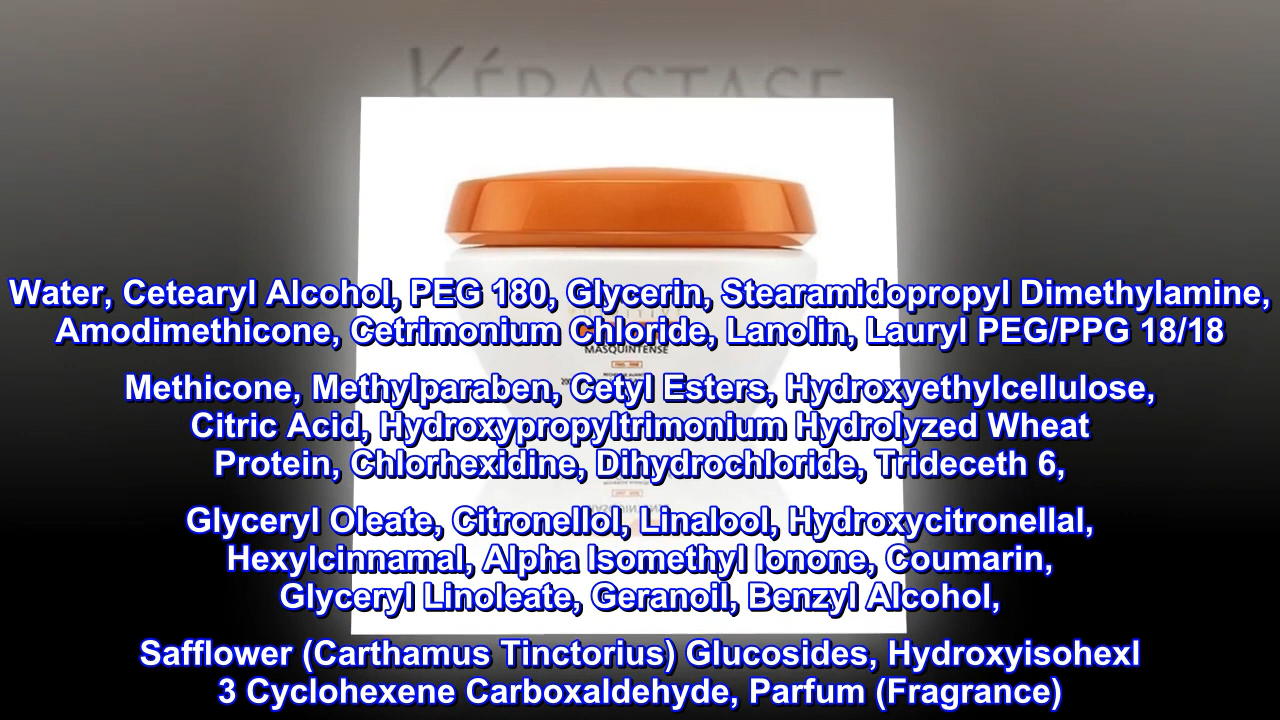 KÉRASTASE
Water, Cetearyl Alcohol, PEG 180, Glycerin, Stearamidopropyl Dimethylamine,
Amodimethicone, Cetrimonium Chloride, Lanolin, Lauryl PEG/PPG 18/18
MASQUINTENSE
Methicone, Methylparaben, Cetyl Esters, Hydroxyethylcellulose,
Citric Acid, Hydroxypropyltrimonium Hydrolyzed Wheat
Protein, Chlorhexidine, Dihydrochloride, Trideceth 6,
Glyceryl Oleate, Citronellol, Linalool, Hydroxycitronellal,
Hexylcinnamal, Alpha Isomethyl Ionone, Coumarin,
Glyceryl Linoleate, Geranoil, Benzyl Alcohol,
Safflower (Carthamus Tinctorius) Glucosides, Hydroxyisohexl
3 Cyclohexene Carboxaldehyde, Parfum (Fragrance)